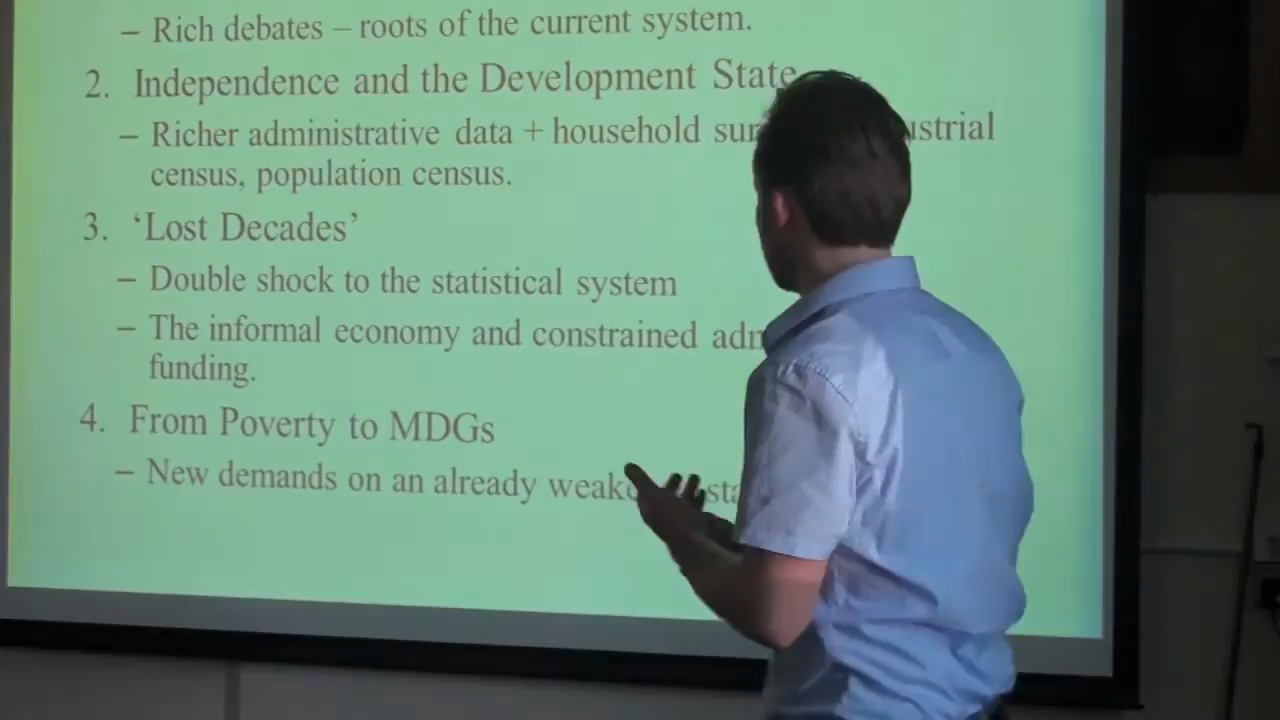 – Rich debates – roots of the current system.
2. Independence and the Development State
– Richer administrative data + household
census, population census.
3. ‘Lost Decades’
– Double shock to the statistical system
– The informal economy and constrained
funding.
4. From Poverty to MDGs
– New demands on an already